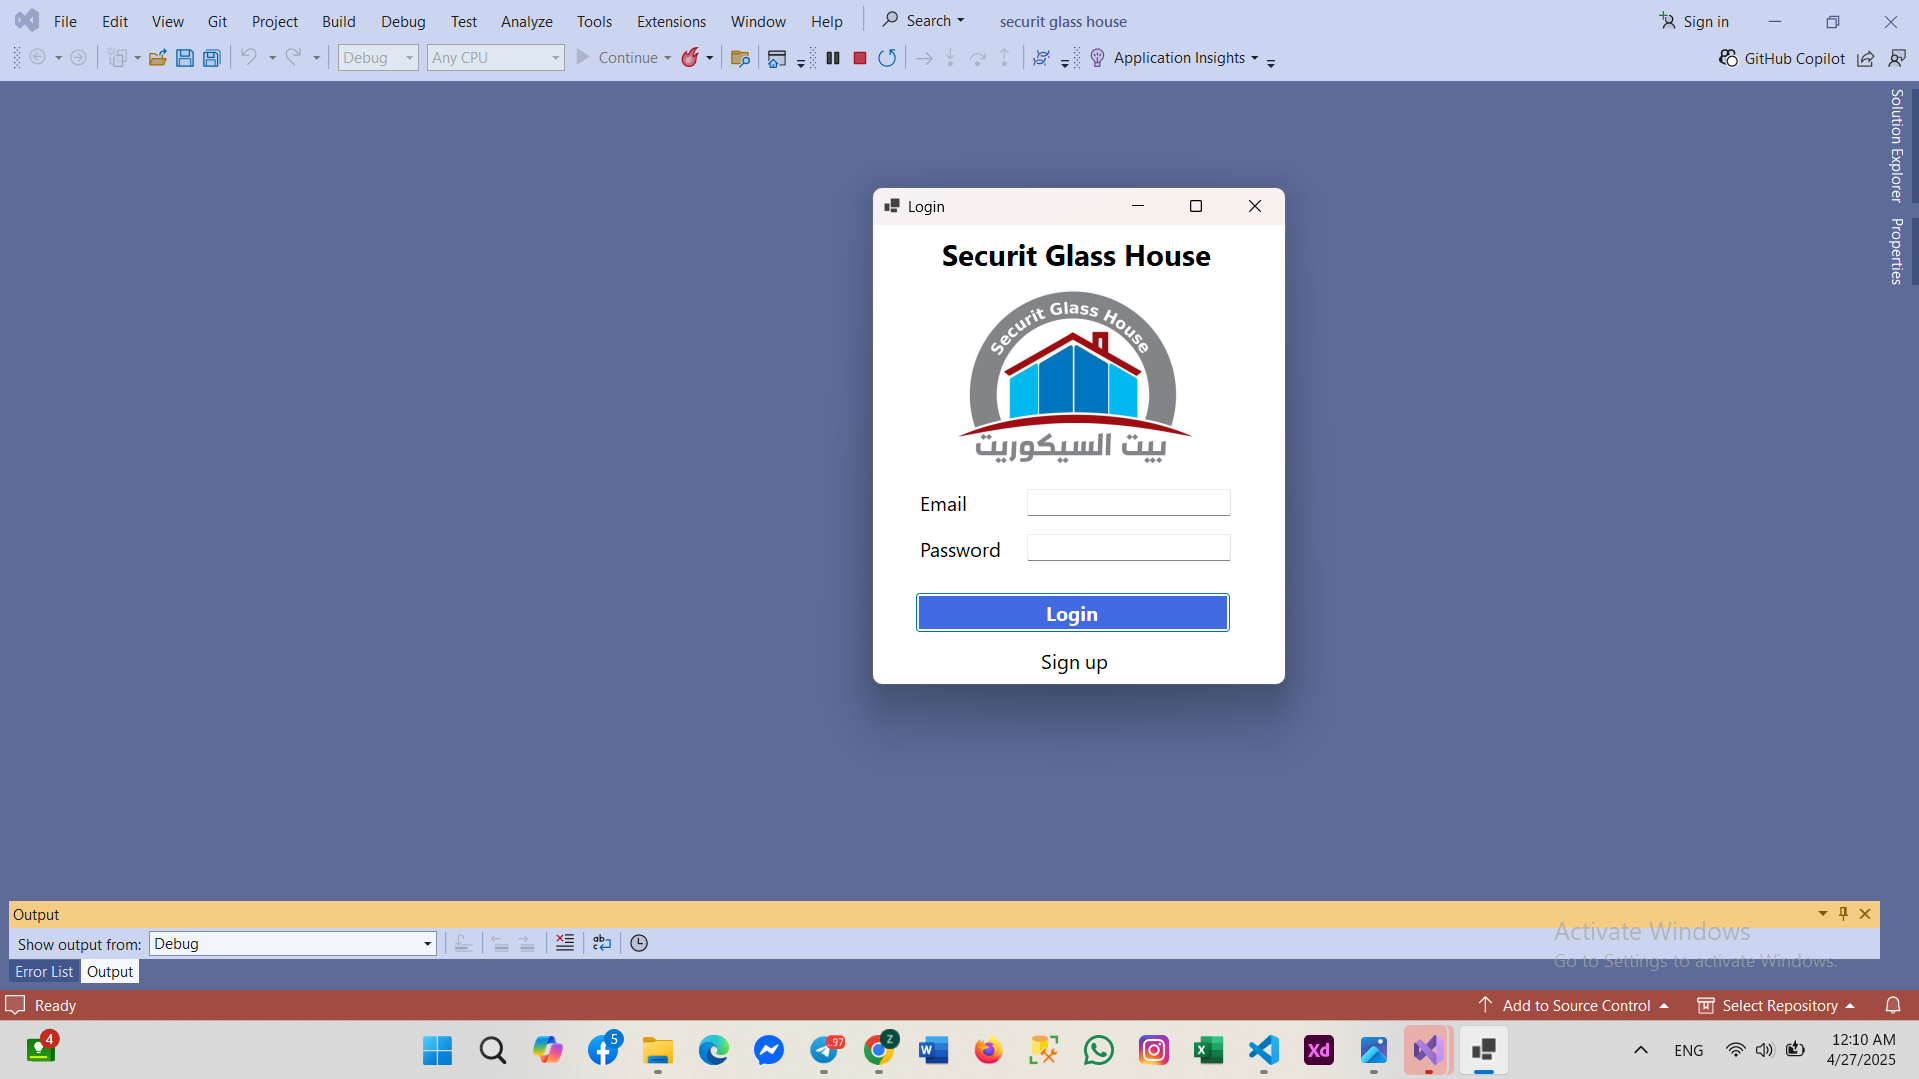 File Edit View Git Project Build Debug Test Analyze Tools Extensions Window Help Search securit glass house Sign in
Debug Any CPU Continue Application Insights GitHub Copilot
Solution Explorer
Properties
Login
Securit Glass House
Securit Glass House
بيت السيكوريت
Email
Password
Login
Sign up
Output
Show output from: Debug
Error List Output
Activate Windows
Go to Settings to activate Windows.
Ready Add to Source Control Select Repository
4 5 ..97 Z W Xd ENG 12:10 AM
4/27/2025